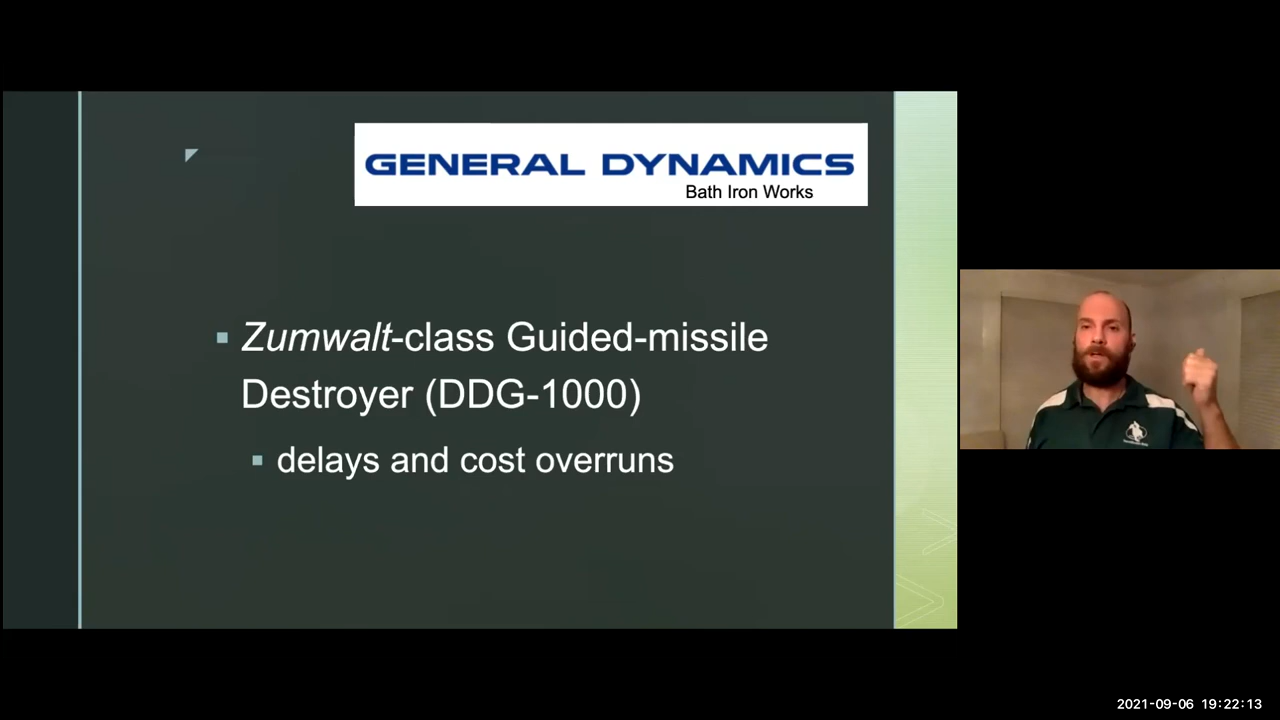 GENERAL DYNAMICS
Bath Iron Works
▪ Zumwalt-class Guided-missile
Destroyer (DDG-1000)
▪ delays and cost overruns
2021-09-06 19:22:13